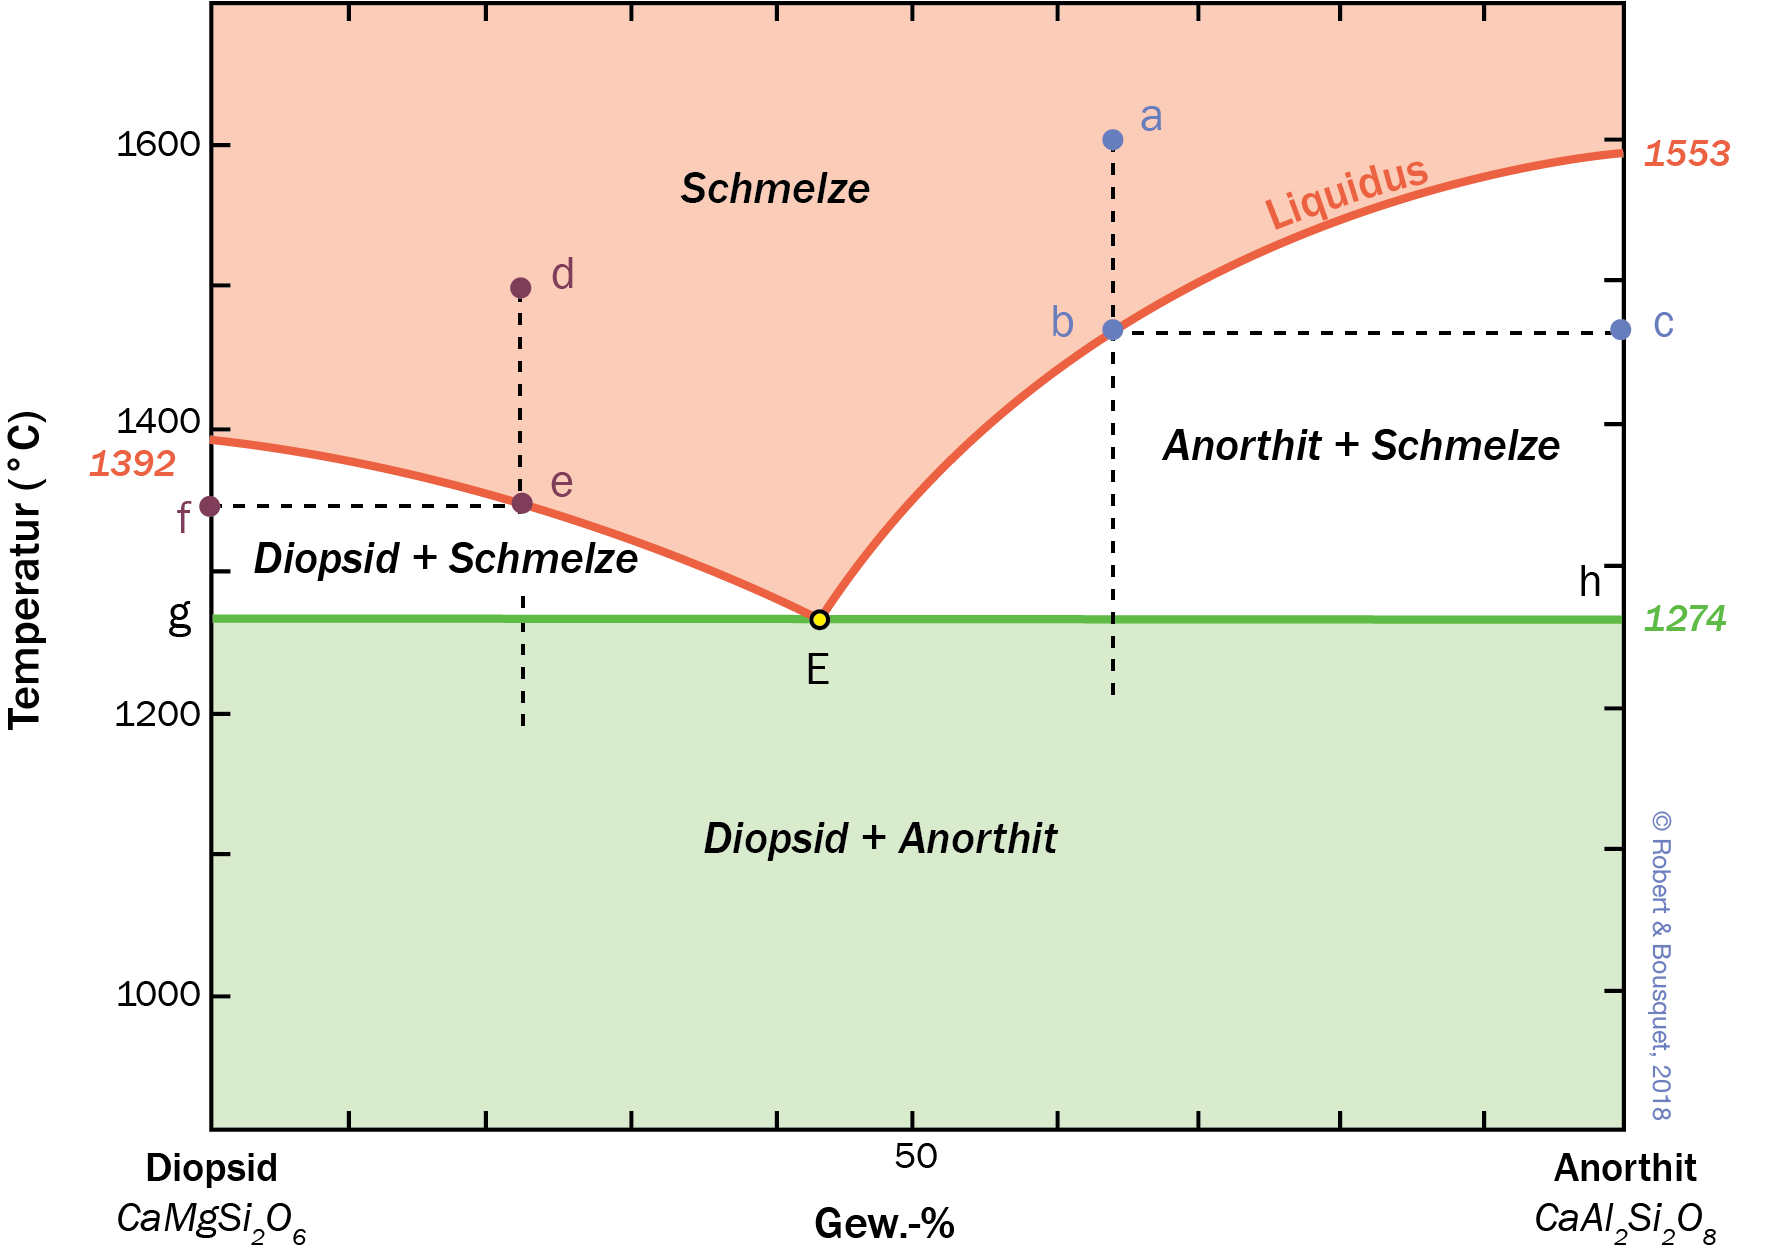 1600
a
1553
Schmelze
Liquidus
d
b
c
1400
Anorthit + Schmelze
1392
e
f
Diopsid + Schmelze
h
g
1274
E
1200
Temperatur (°C)
Diopsid + Anorthit
1000
© Robert & Bousquet, 2018
50
Diopsid
Anorthit
CaMgSi₂O₆
Gew.-%
CaAl₂Si₂O₈